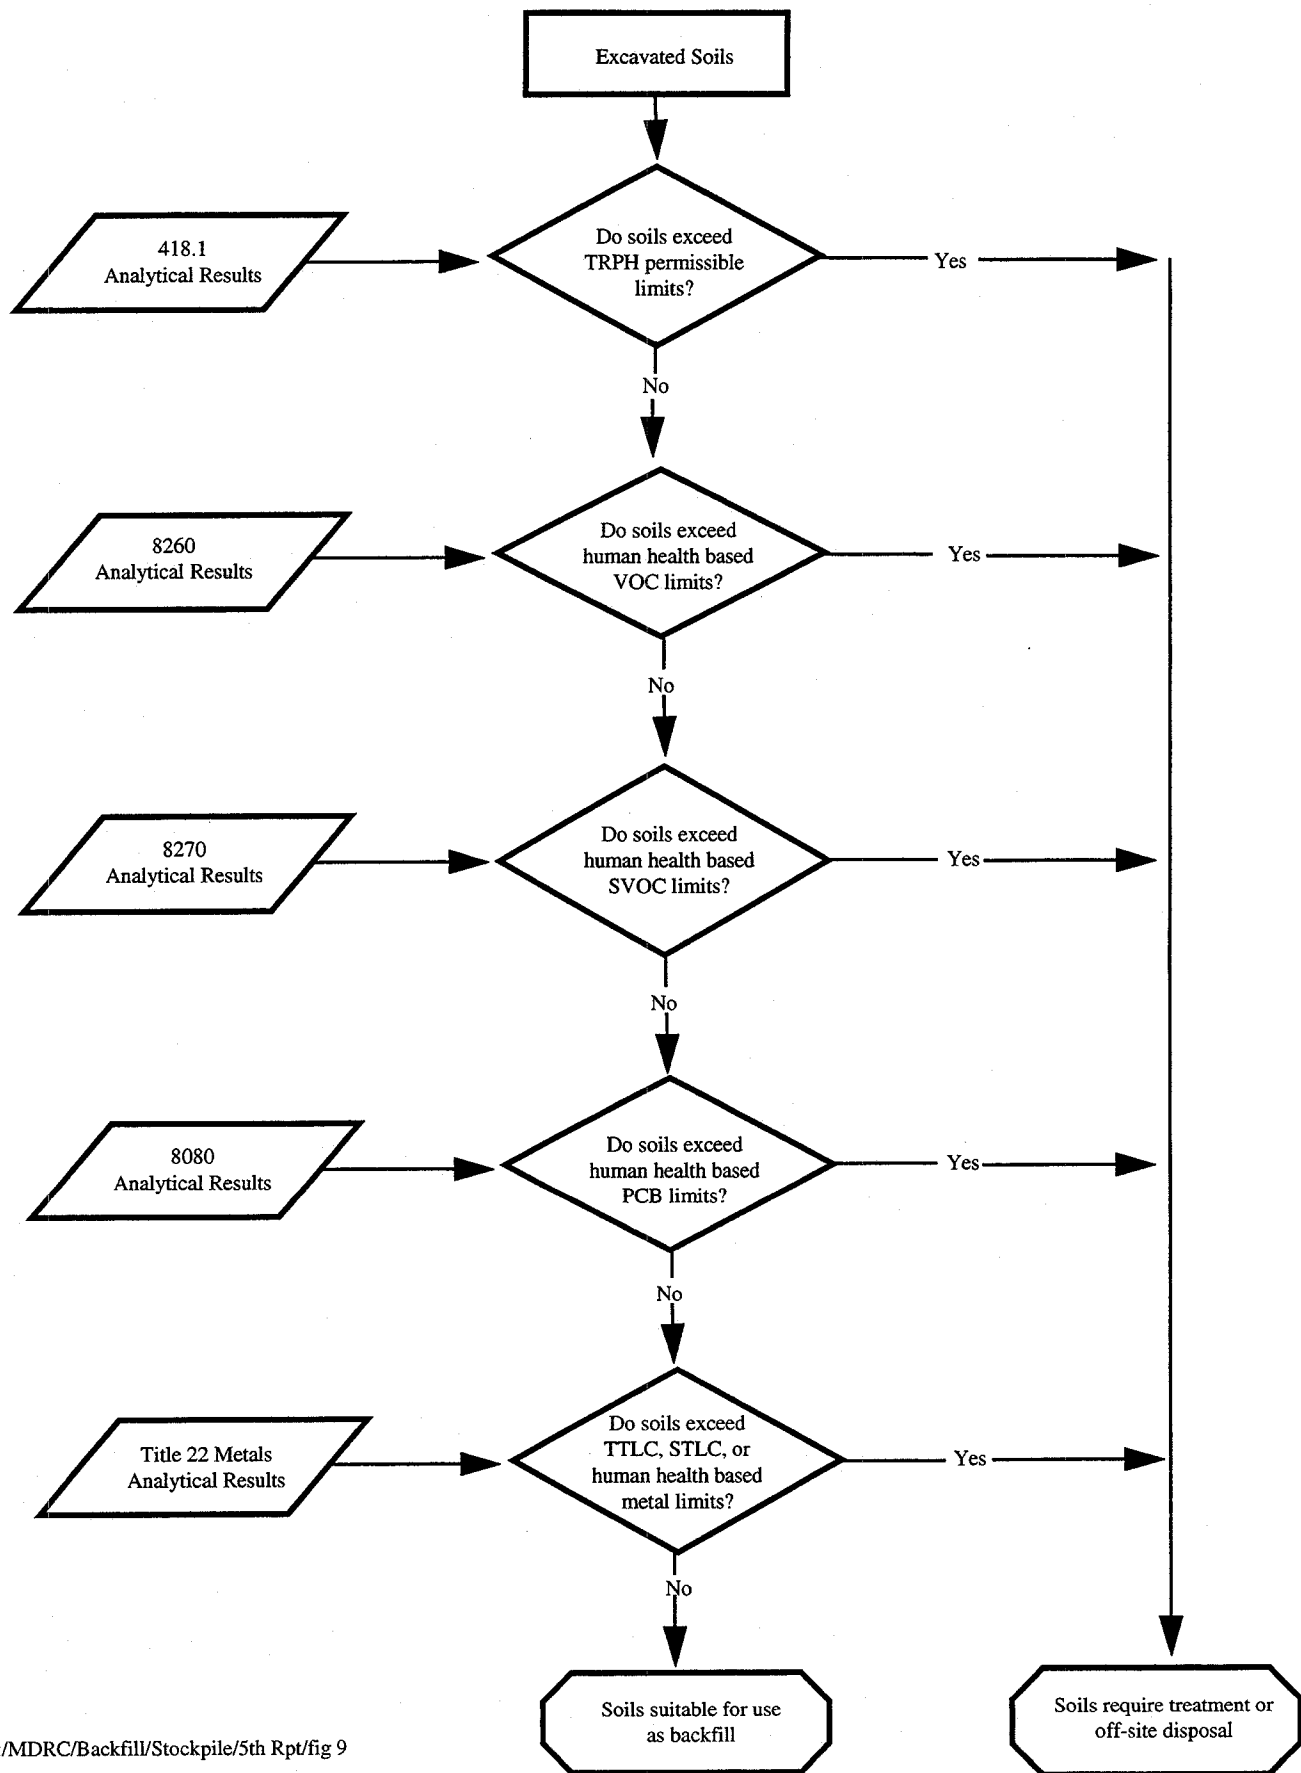 Excavated Soils
418.1
Analytical Results
Do soils exceed
TRPH permissible
limits?
Yes
No
8260
Analytical Results
Do soils exceed
human health based
VOC limits?
Yes
No
8270
Analytical Results
Do soils exceed
human health based
SVOC limits?
Yes
No
8080
Analytical Results
Do soils exceed
human health based
PCB limits?
Yes
No
Title 22 Metals
Analytical Results
Do soils exceed
TTLC, STLC, or
human health based
metal limits?
Yes
No
Soils suitable for use
as backfill
Soils require treatment or
off-site disposal
/MDRC/Backfill/Stockpile/5th Rpt/fig 9